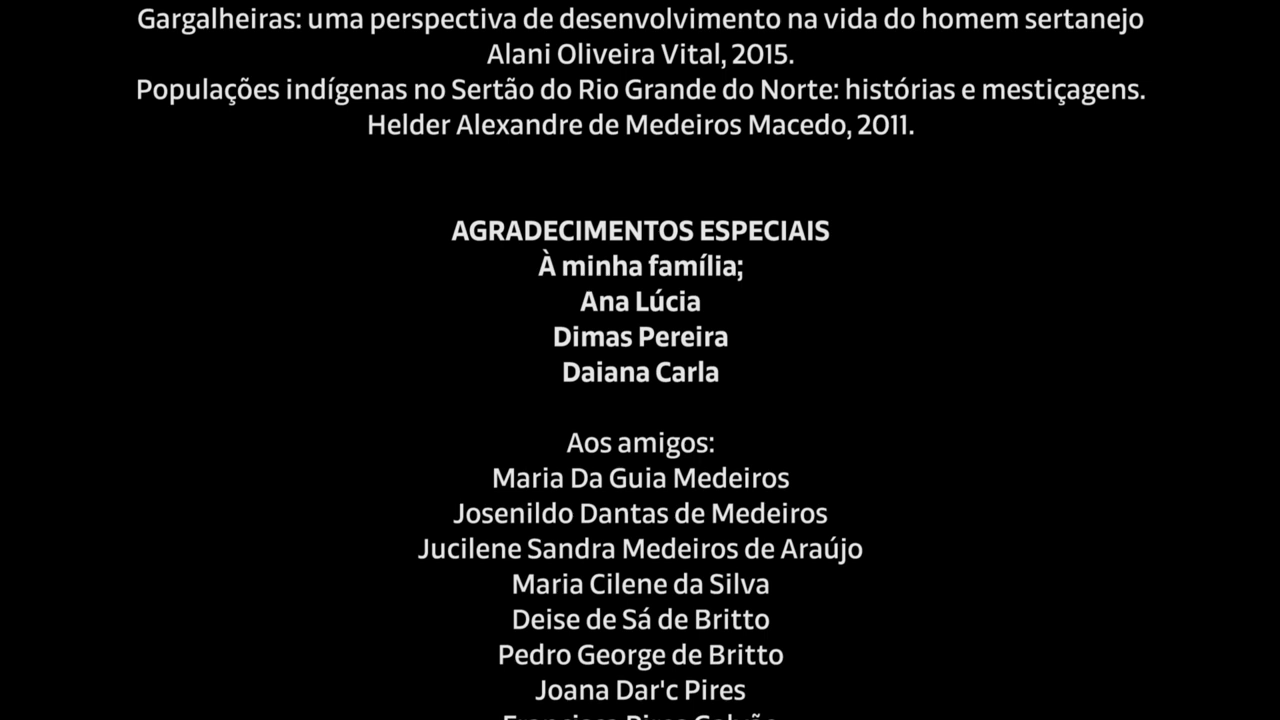 Gargalheiras: uma perspectiva de desenvolvimento na vida do homem sertanejo
Alani Oliveira Vital, 2015.
Populações indígenas no Sertão do Rio Grande do Norte: histórias e mestiçagens.
Helder Alexandre de Medeiros Macedo, 2011.
AGRADECIMENTOS ESPECIAIS
À minha família;
Ana Lúcia
Dimas Pereira
Daiana Carla
Aos amigos:
Maria Da Guia Medeiros
Josenildo Dantas de Medeiros
Jucilene Sandra Medeiros de Araújo
Maria Cilene da Silva
Deise de Sá de Britto
Pedro George de Britto
Joana Dar'c Pires